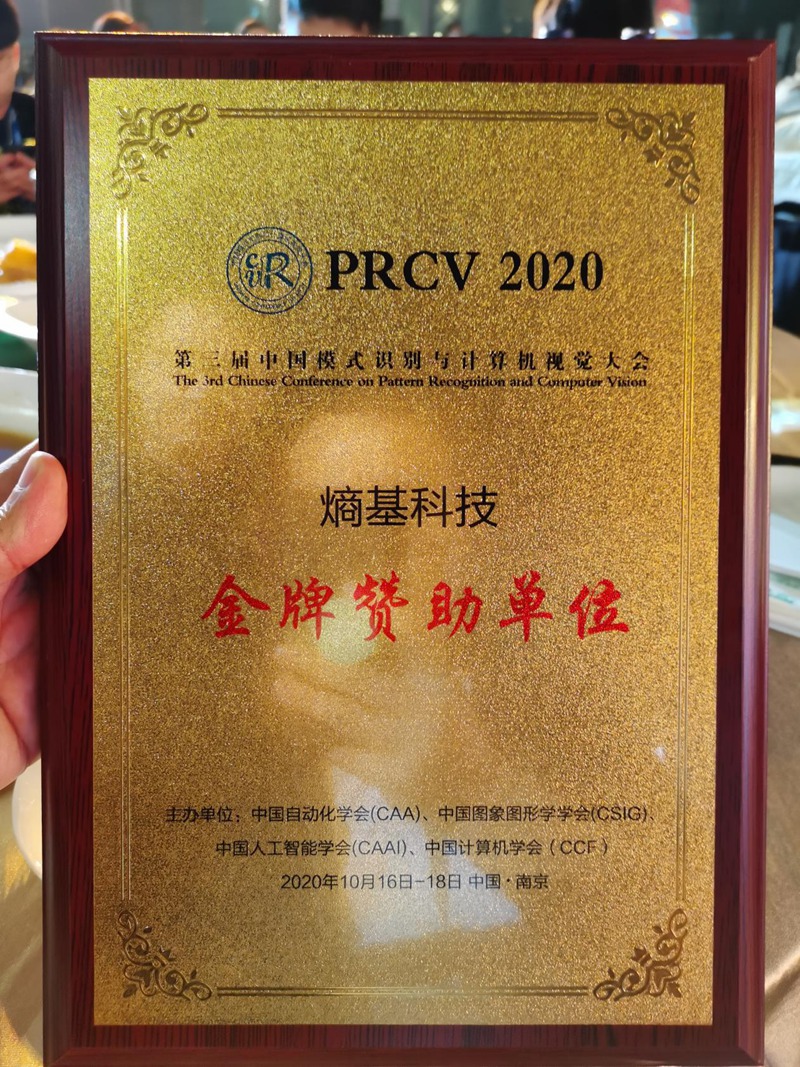 PRCV 2020
第三届中国模式识别与计算机视觉大会
The 3rd Chinese Conference on Pattern Recognition and Computer Vision
熵基科技
金牌赞助单位
主办单位：中国自动化学会(CAA)、中国图象图形学学会(CSIG)、
中国人工智能学会(CAAI)、中国计算机学会（CCF）
2020年10月16日-18日 中国·南京